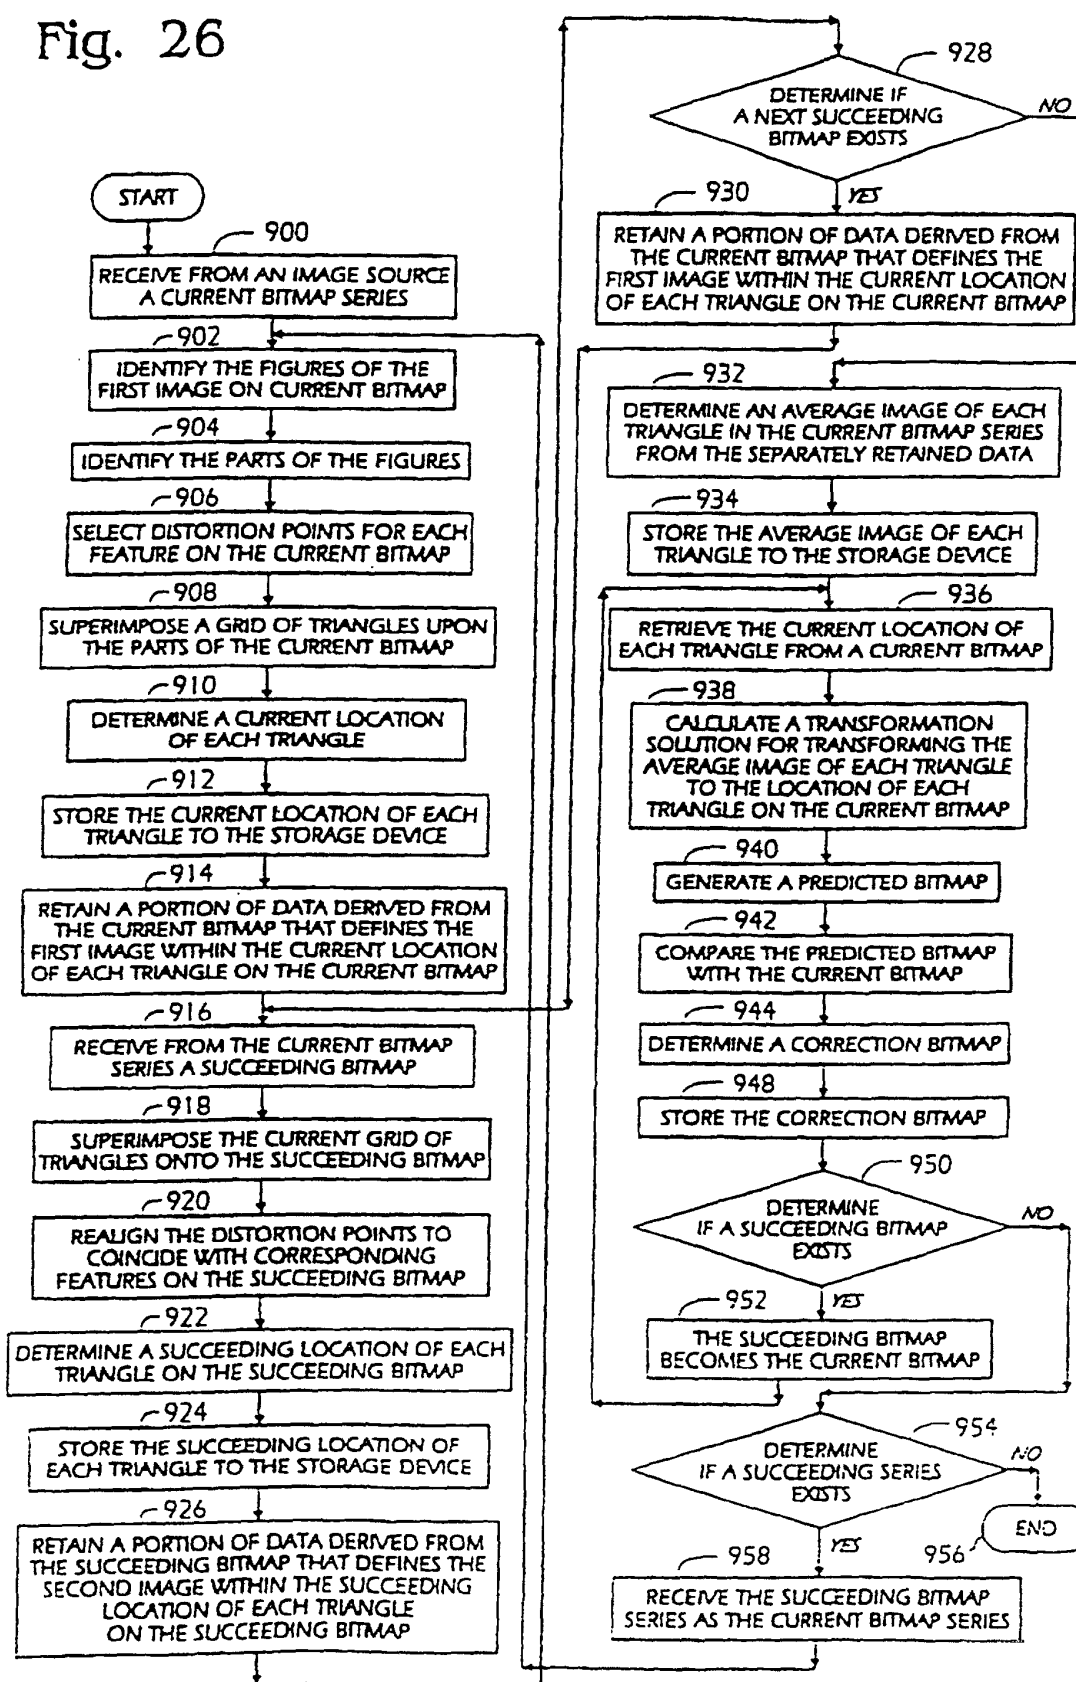 Fig. 26
START
900
RECEIVE FROM AN IMAGE SOURCE
A CURRENT BITMAP SERIES
902
IDENTIFY THE FIGURES OF THE
FIRST IMAGE ON CURRENT BITMAP
904
IDENTIFY THE PARTS OF THE FIGURES
906
SELECT DISTORTION POINTS FOR EACH
FEATURE ON THE CURRENT BITMAP
908
SUPERIMPOSE A GRID OF TRIANGLES UPON
THE PARTS OF THE CURRENT BITMAP
910
DETERMINE A CURRENT LOCATION
OF EACH TRIANGLE
912
STORE THE CURRENT LOCATION OF EACH
TRIANGLE TO THE STORAGE DEVICE
914
RETAIN A PORTION OF DATA DERIVED FROM
THE CURRENT BITMAP THAT DEFINES THE
FIRST IMAGE WITHIN THE CURRENT LOCATION
OF EACH TRIANGLE ON THE CURRENT BITMAP
916
RECEIVE FROM THE CURRENT BITMAP
SERIES A SUCCEEDING BITMAP
918
SUPERIMPOSE THE CURRENT GRID OF
TRIANGLES ONTO THE SUCCEEDING BITMAP
920
REALIGN THE DISTORTION POINTS TO
COINCIDE WITH CORRESPONDING
FEATURES ON THE SUCCEEDING BITMAP
922
DETERMINE A SUCCEEDING LOCATION OF EACH
TRIANGLE ON THE SUCCEEDING BITMAP
924
STORE THE SUCCEEDING LOCATION OF
EACH TRIANGLE TO THE STORAGE DEVICE
926
RETAIN A PORTION OF DATA DERIVED FROM
THE SUCCEEDING BITMAP THAT DEFINES THE
SECOND IMAGE WITHIN THE SUCCEEDING
LOCATION OF EACH TRIANGLE
ON THE SUCCEEDING BITMAP
928
DETERMINE IF
A NEXT SUCCEEDING
BITMAP EXISTS
NO
YES
930
RETAIN A PORTION OF DATA DERIVED FROM
THE CURRENT BITMAP THAT DEFINES THE
FIRST IMAGE WITHIN THE CURRENT LOCATION
OF EACH TRIANGLE ON THE CURRENT BITMAP
932
DETERMINE AN AVERAGE IMAGE OF EACH
TRIANGLE IN THE CURRENT BITMAP SERIES
FROM THE SEPARATELY RETAINED DATA
934
STORE THE AVERAGE IMAGE OF EACH
TRIANGLE TO THE STORAGE DEVICE
936
RETRIEVE THE CURRENT LOCATION OF
EACH TRIANGLE FROM A CURRENT BITMAP
938
CALCULATE A TRANSFORMATION
SOLUTION FOR TRANSFORMING THE
AVERAGE IMAGE OF EACH TRIANGLE
TO THE LOCATION OF EACH
TRIANGLE ON THE CURRENT BITMAP
940
GENERATE A PREDICTED BITMAP
942
COMPARE THE PREDICTED BITMAP
WITH THE CURRENT BITMAP
944
DETERMINE A CORRECTION BITMAP
948
STORE THE CORRECTION BITMAP
950
DETERMINE
IF A SUCCEEDING BITMAP
EXISTS
NO
YES
952
THE SUCCEEDING BITMAP
BECOMES THE CURRENT BITMAP
954
DETERMINE
IF A SUCCEEDING SERIES
EXISTS
NO
END
956
YES
958
RECEIVE THE SUCCEEDING BITMAP
SERIES AS THE CURRENT BITMAP SERIES